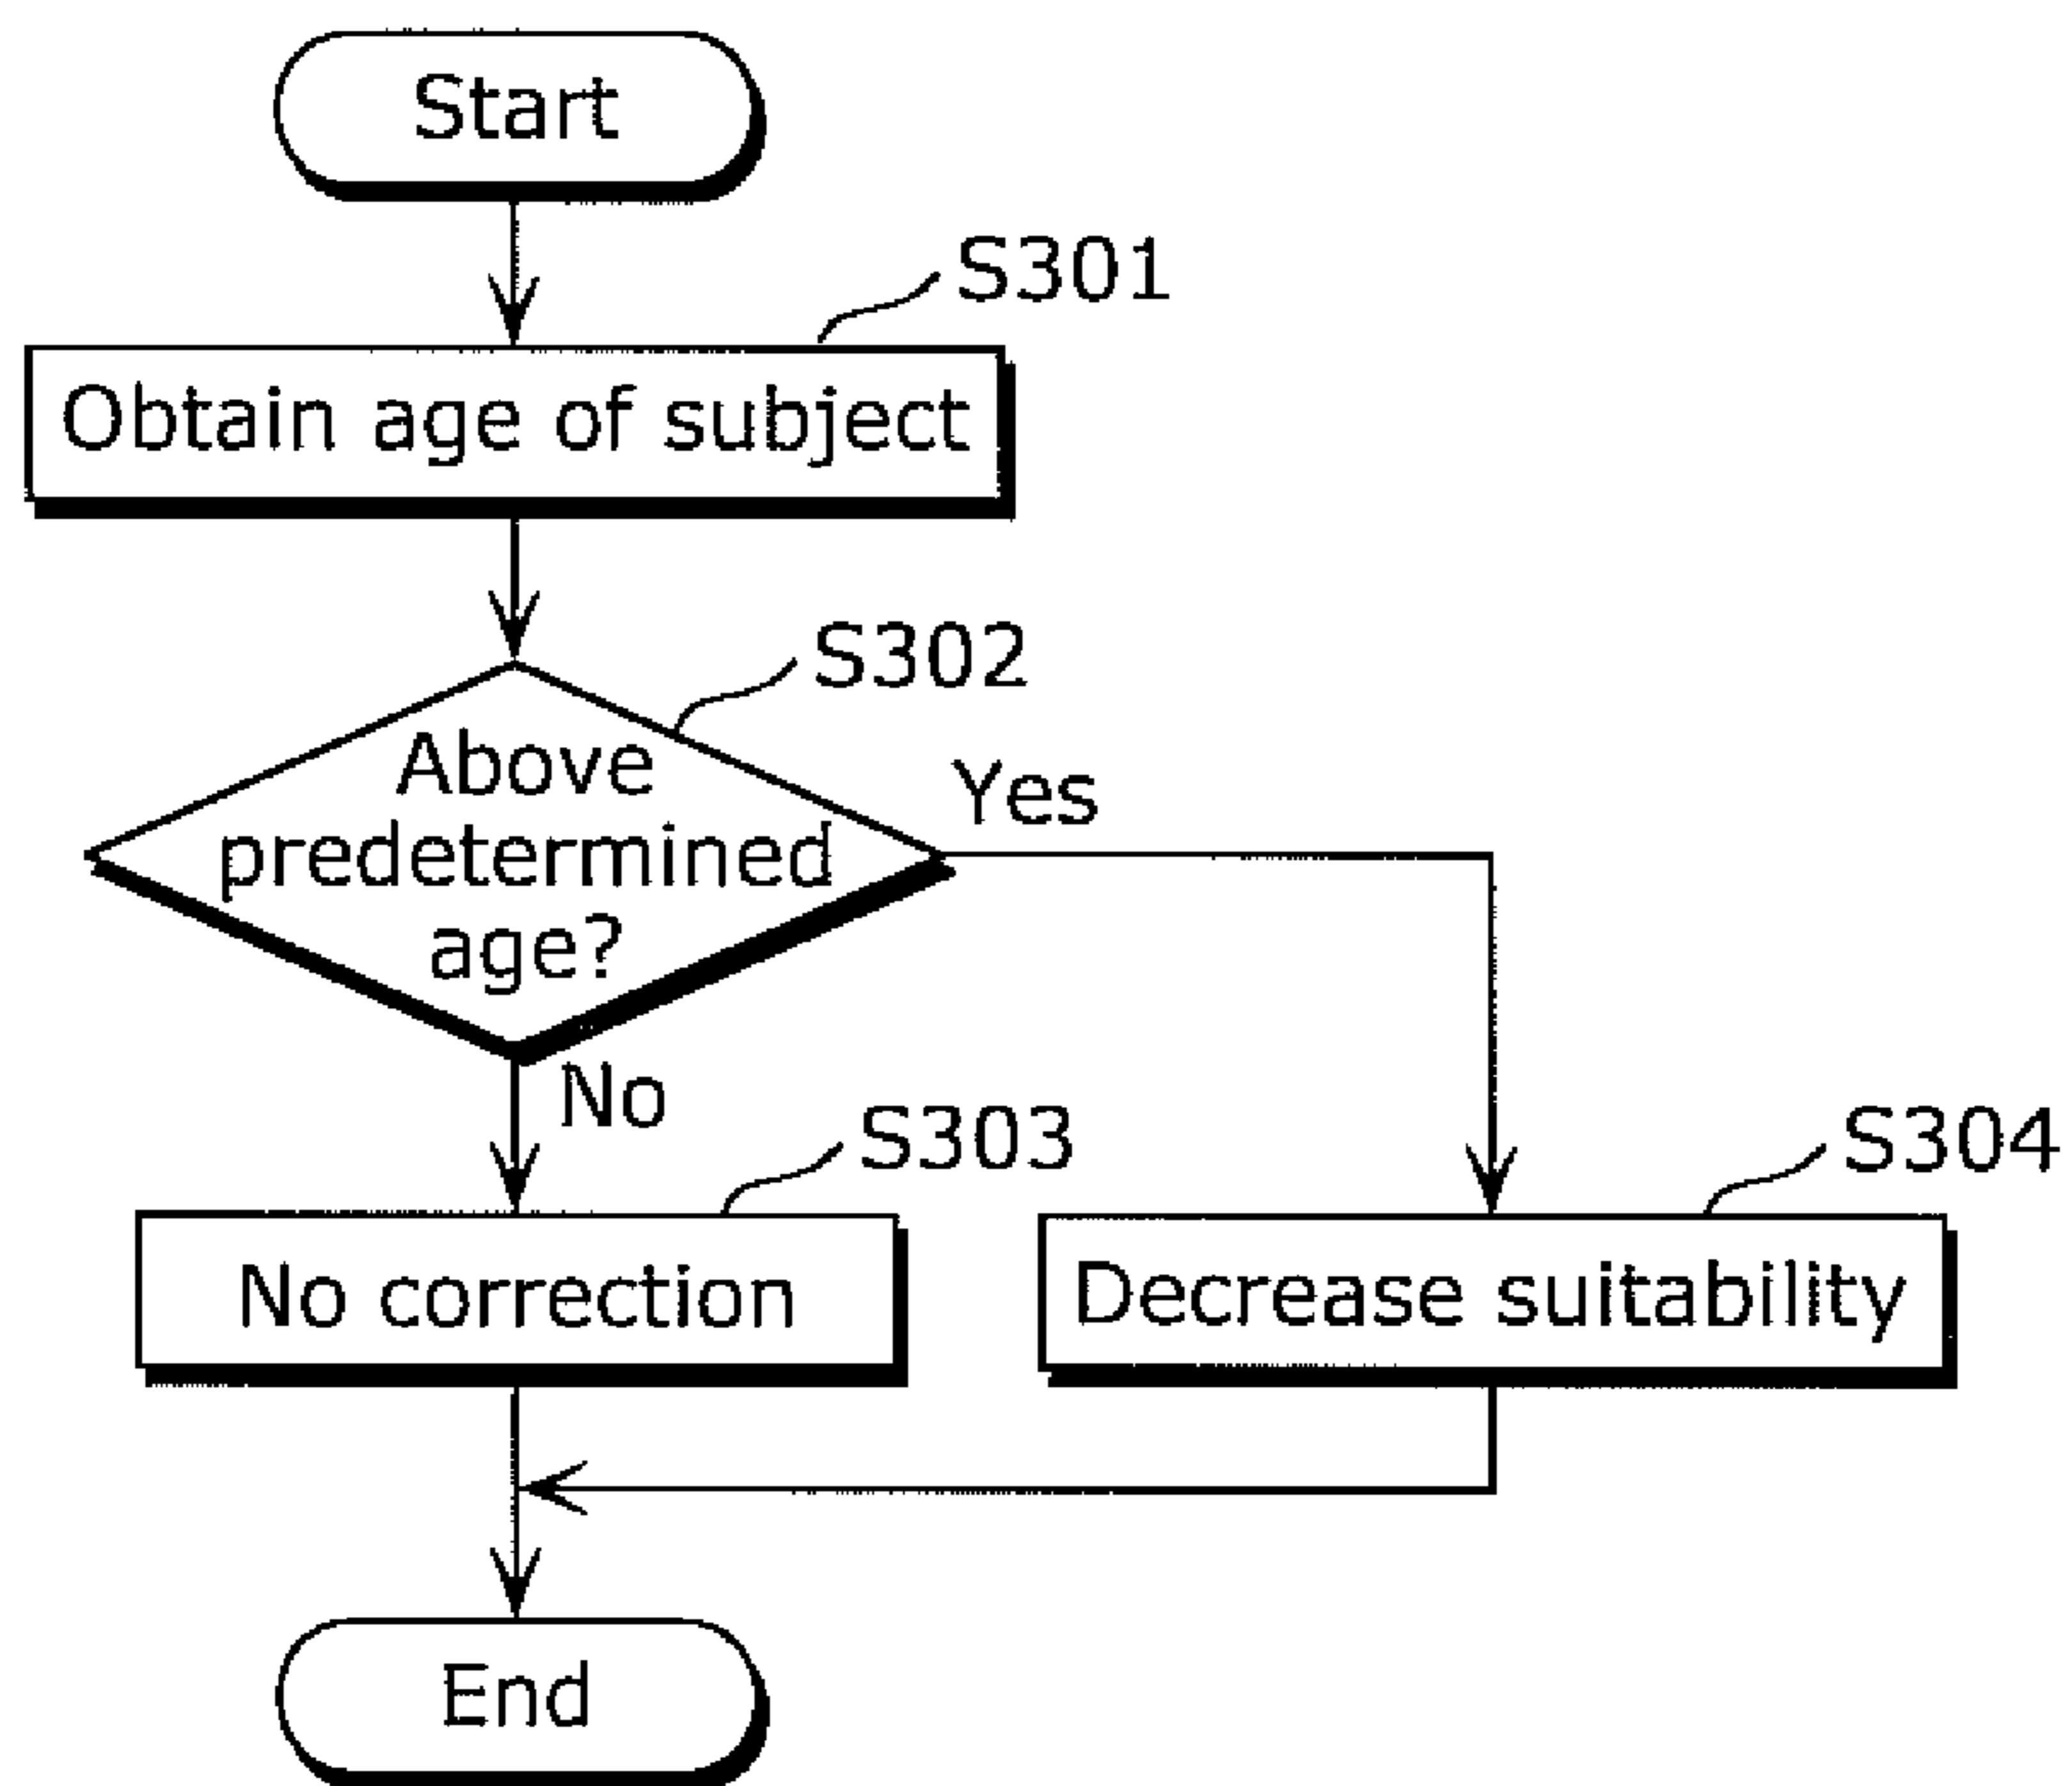 Start
S301
Obtain age of subject
S302
Above
predetermined
age?
Yes
No
S303
S304
No correction
Decrease suitability
End